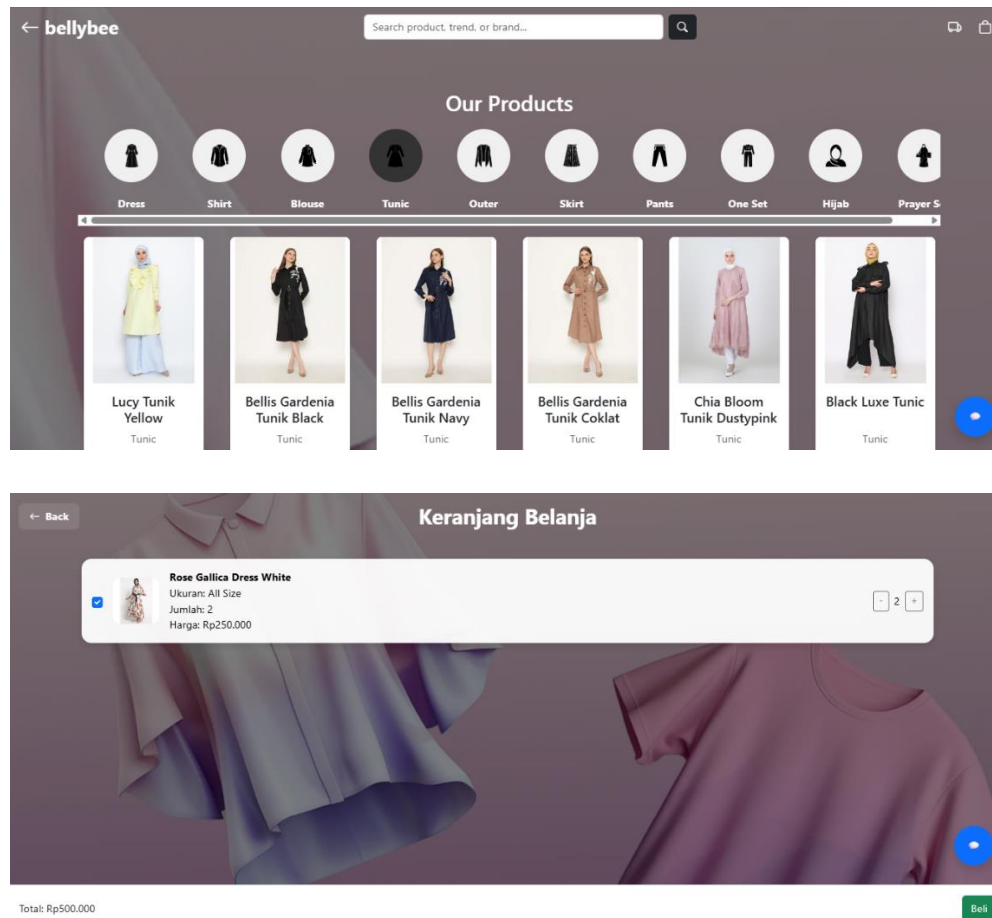 ← bellybee
Search product, trend, or brand...
Our Products
Dress Shirt Blouse Tunic Outer Skirt Pants One Set Hijab Prayer S
Lucy Tunik
Yellow
Tunic
Bellis Gardenia
Tunik Black
Tunic
Bellis Gardenia
Tunik Navy
Tunic
Bellis Gardenia
Tunik Coklat
Tunic
Chia Bloom
Tunik Dustypink
Tunic
Black Luxe Tunic
Tunic
← Back
Keranjang Belanja
Rose Gallica Dress White
Ukuran: All Size
Jumlah: 2
Harga: Rp250.000
- 2 +
Total: Rp500.000
Beli